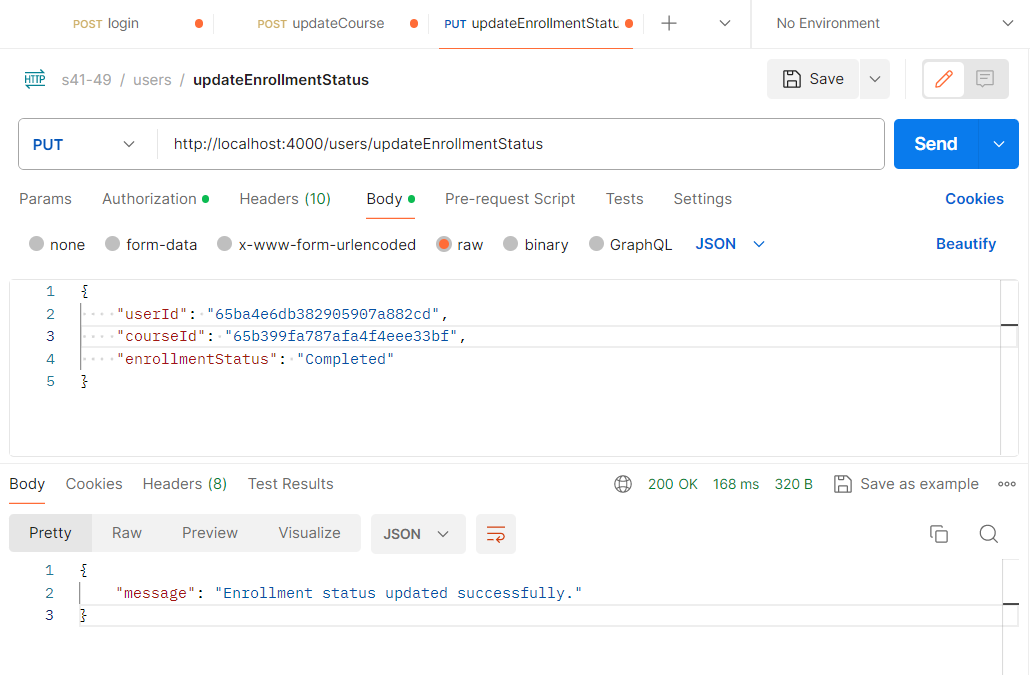 POST login POST updateCourse PUT updateEnrollmentStatu No Environment
HTTP s41-49 / users / updateEnrollmentStatus Save
PUT http://localhost:4000/users/updateEnrollmentStatus Send
Params Authorization Headers (10) Body Pre-request Script Tests Settings Cookies
none form-data x-www-form-urlencoded raw binary GraphQL JSON Beautify
1 {
2 "userId": "65ba4e6db382905907a882cd",
3 "courseId": "65b399fa787afa4f4eee33bf",
4 "enrollmentStatus": "Completed"
5 }
Body Cookies Headers (8) Test Results 200 OK 168 ms 320 B Save as example
Pretty Raw Preview Visualize JSON
1 {
2 "message": "Enrollment status updated successfully."
3 }